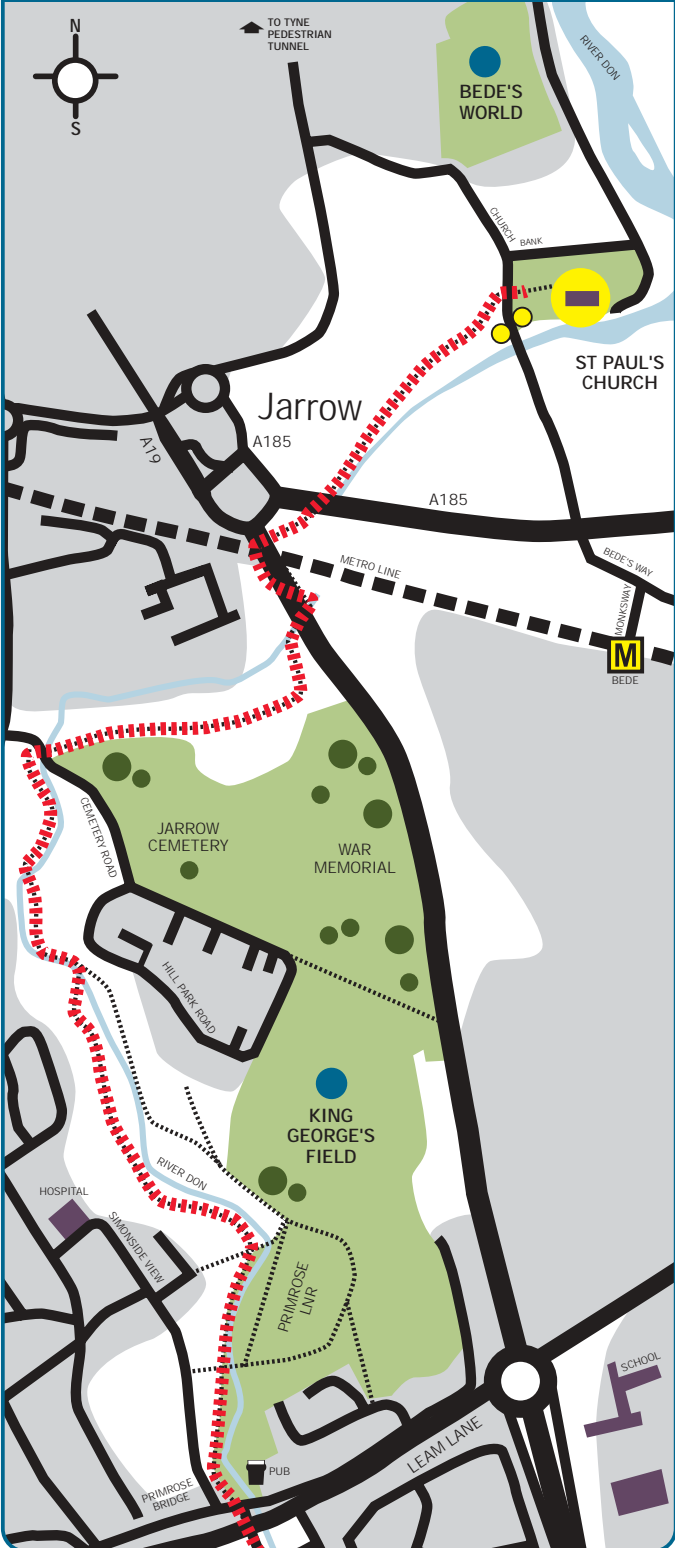 N
S
TO TYNE
PEDESTRIAN
TUNNEL
RIVER DON
BEDE'S
WORLD
CHURCH
BANK
ST PAUL'S
CHURCH
Jarrow
A19
A185
A185
METRO LINE
BEDE'S WAY
MONKSWAY
M
BEDE
CEMETERY ROAD
JARROW
CEMETERY
WAR
MEMORIAL
HILL PARK ROAD
KING
GEORGE'S
FIELD
RIVER DON
HOSPITAL
SIMONSIDE VIEW
PRIMROSE
LNR
SCHOOL
LEAM LANE
PUB
PRIMROSE
BRIDGE